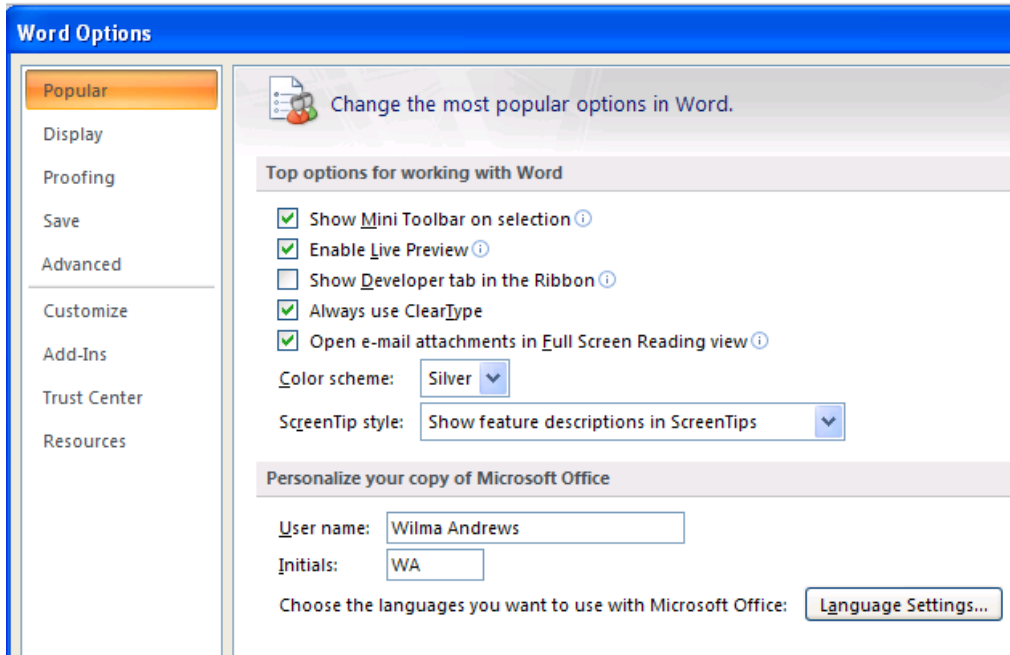 Word Options
Popular
Display
Proofing
Save
Advanced
Customize
Add-Ins
Trust Center
Resources
Change the most popular options in Word.
Top options for working with Word
Show Mini Toolbar on selection
Enable Live Preview
Show Developer tab in the Ribbon
Always use ClearType
Open e-mail attachments in Full Screen Reading view
Color scheme: Silver
ScreenTip style: Show feature descriptions in ScreenTips
Personalize your copy of Microsoft Office
User name: Wilma Andrews
Initials: WA
Choose the languages you want to use with Microsoft Office: Language Settings...